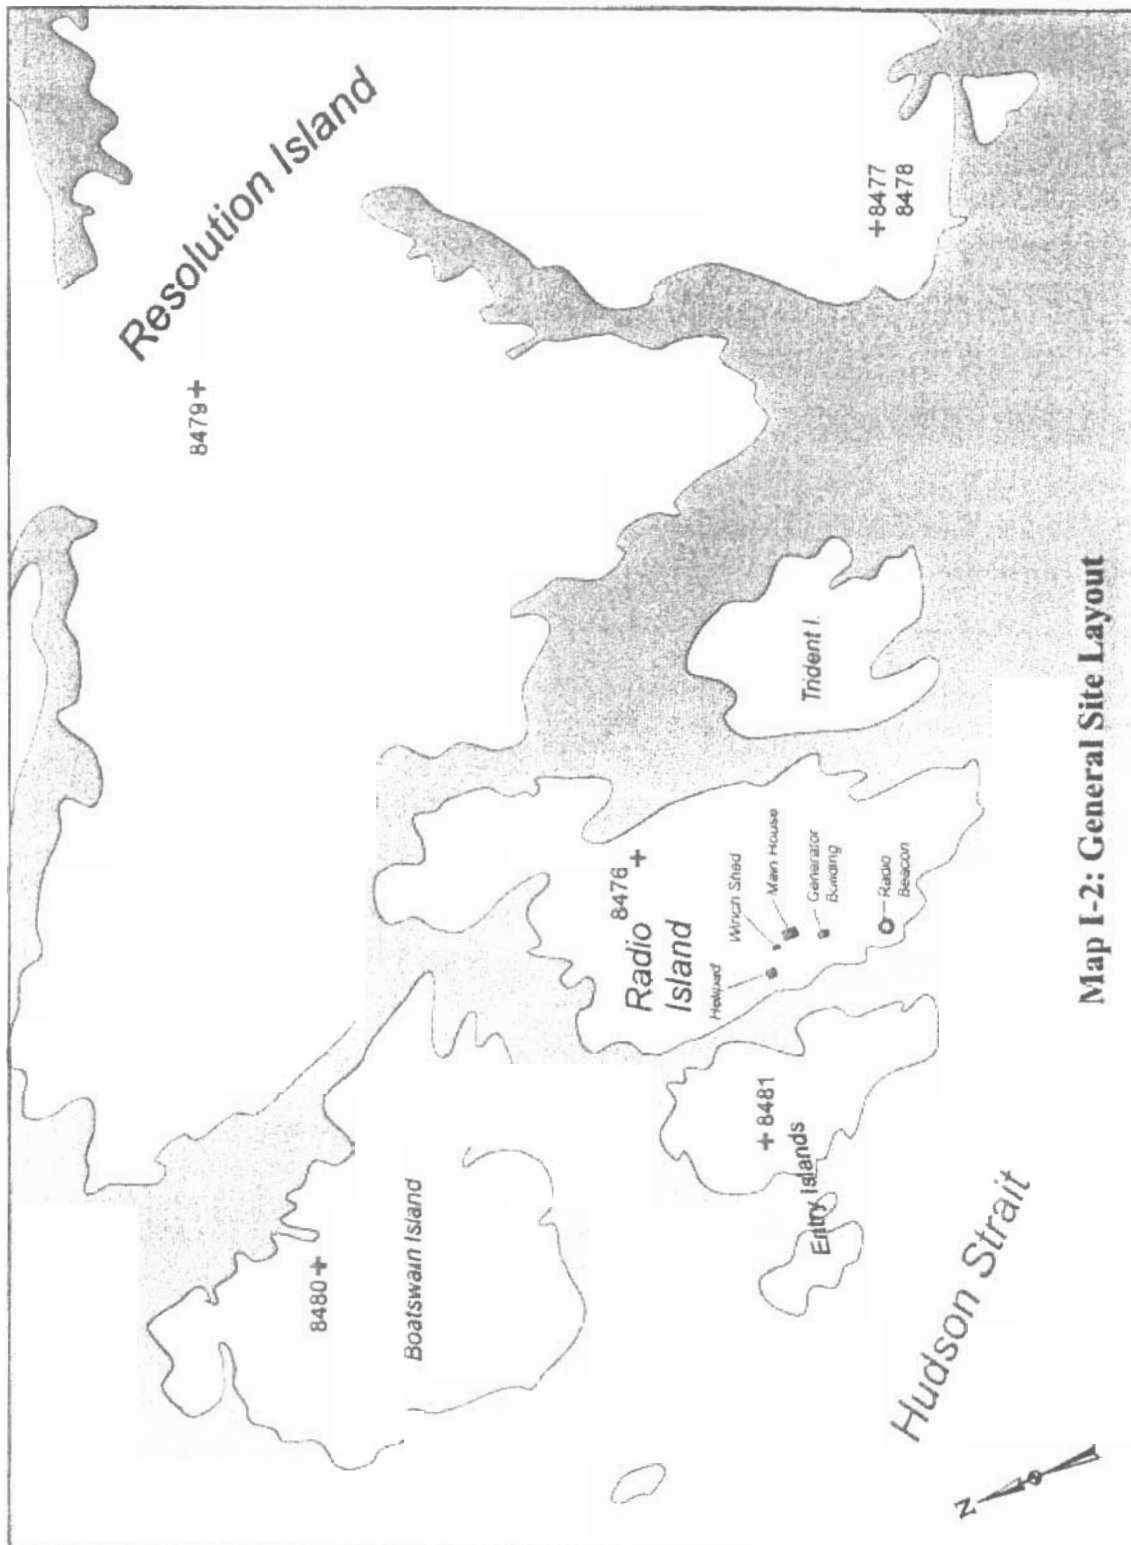 Resolution Island
8479
+8477
8478
8480
Boatswain Island
8476
Radio
Island
Helipad
Winch Shed
Main House
Generator
Building
Radio
Beacon
Trident I.
8481
Entry Islands
Hudson Strait
N
Map I-2: General Site Layout